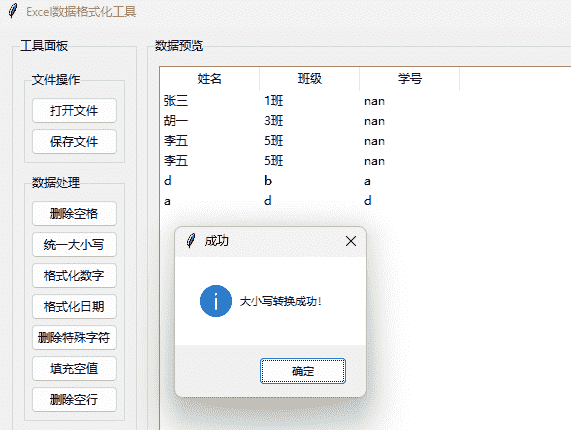 Excel数据格式化工具
工具面板
文件操作
打开文件
保存文件
数据处理
删除空格
统一大小写
格式化数字
格式化日期
删除特殊字符
填充空值
删除空行
数据预览
姓名 班级 学号
张三 1班 nan
胡一 3班 nan
李五 5班 nan
李五 5班 nan
d b a
a d d
成功
大小写转换成功!
确定